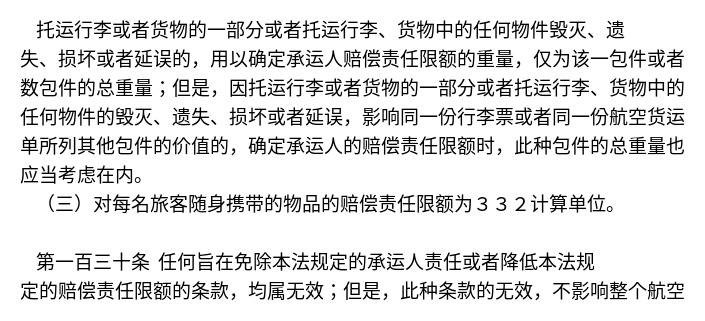 托运行李或者货物的一部分或者托运行李、货物中的任何物件毁灭、遗
失、损坏或者延误的，用以确定承运人赔偿责任限额的重量，仅为该一包件或者
数包件的总重量；但是，因托运行李或者货物的一部分或者托运行李、货物中的
任何物件的毁灭、遗失、损坏或者延误，影响同一份行李票或者同一份航空货运
单所列其他包件的价值的，确定承运人的赔偿责任限额时，此种包件的总重量也
应当考虑在内。
（三）对每名旅客随身携带的物品的赔偿责任限额为３３２计算单位。
第一百三十条 任何旨在免除本法规定的承运人责任或者降低本法规
定的赔偿责任限额的条款，均属无效；但是，此种条款的无效，不影响整个航空